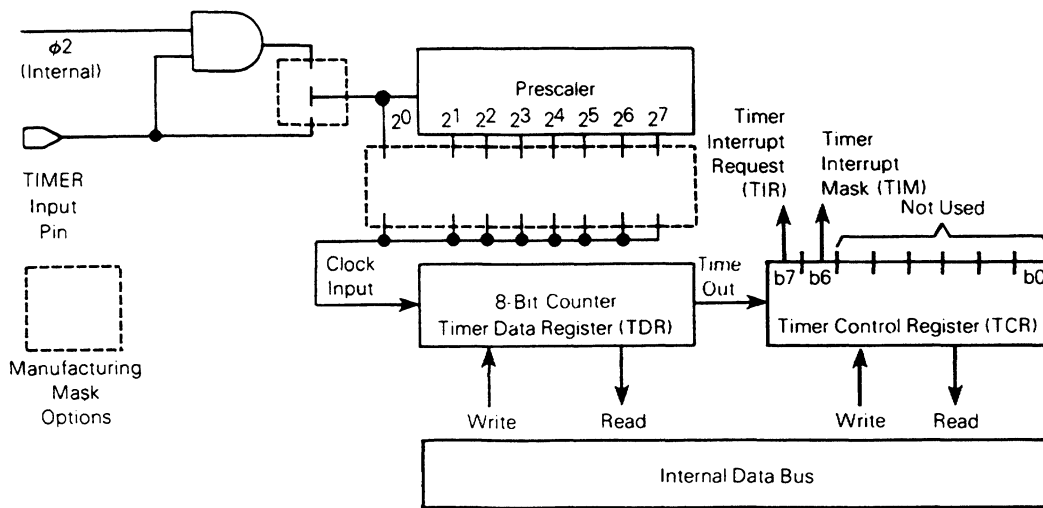 ϕ2
(Internal)
TIMER
Input
Pin
Manufacturing
Mask
Options
Prescaler
2⁰ 2¹ 2² 2³ 2⁴ 2⁵ 2⁶ 2⁷
Timer
Interrupt
Request
(TIR)
Timer
Interrupt
Mask (TIM)
Not Used
Clock
Input
8-Bit Counter
Timer Data Register (TDR)
Time
Out
b7 b6 b0
Timer Control Register (TCR)
Write Read
Write Read
Internal Data Bus